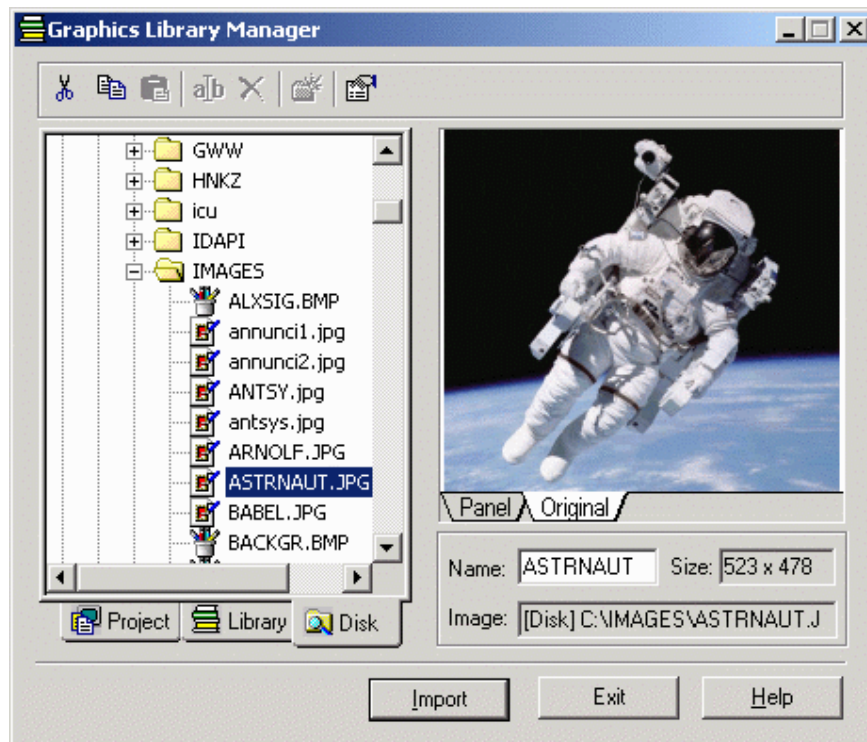 Graphics Library Manager
GWW
HNKZ
icu
IDAPI
IMAGES
ALXSIG.BMP
annunci1.jpg
annunci2.jpg
ANTSY.jpg
antsys.jpg
ARNOLF.JPG
ASTRNAUT.JPG
BABEL.JPG
BACKGR.BMP
Project Library Disk
Panel Original
Name: ASTRNAUT Size: 523 x 478
Image: [Disk] C:\IMAGES\ASTRNAUT.J
Import Exit Help